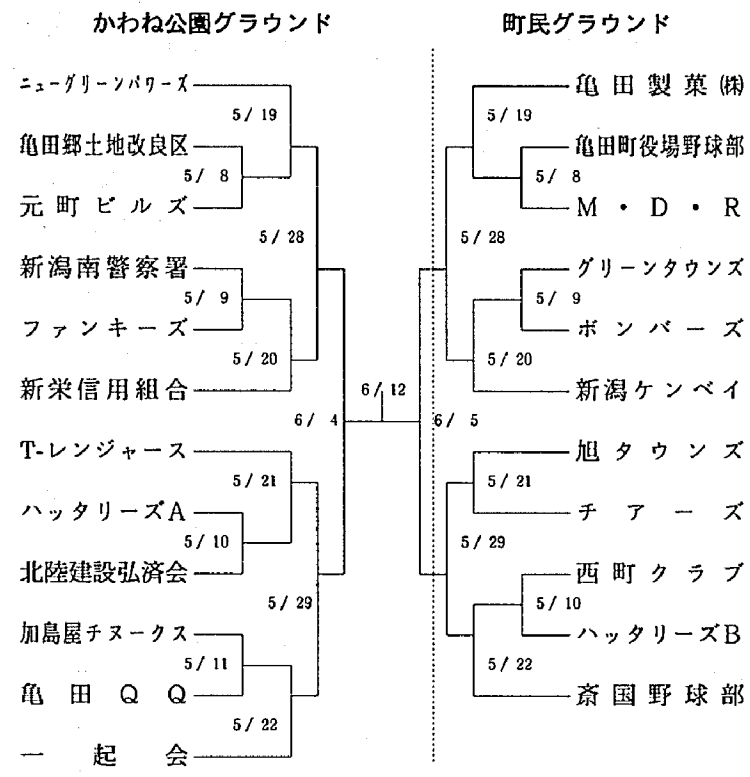 かわね公園グラウンド
ニューグリーンパワーズ
5/19
亀田郷土地改良区
5/8
元町ビルズ
5/28
新潟南警察署
5/9
ファンキーズ
5/20
新栄信用組合
6/4
T-レンジャース
5/21
ハッタリーズA
5/10
北陸建設弘済会
5/29
加島屋チヌークス
5/11
亀田QQ
5/22
一起会
6/12
町民グラウンド
亀田製菓㈱
5/19
亀田町役場野球部
5/8
M・D・R
5/28
グリーンタウンズ
5/9
ボンバーズ
5/20
新潟ケンベイ
6/5
旭タウンズ
5/21
チアーズ
5/29
西町クラブ
5/10
ハッタリーズB
5/22
斎国野球部